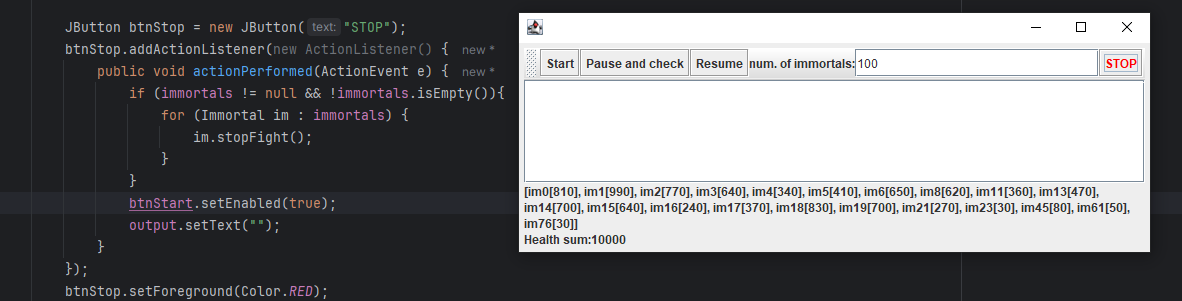 JButton btnStop = new JButton( text: "STOP");
btnStop.addActionListener(new ActionListener() { new *
public void actionPerformed(ActionEvent e) { new *
if (immortals != null && !immortals.isEmpty()){
for (Immortal im : immortals) {
im.stopFight();
}
}
btnStart.setEnabled(true);
output.setText("");
}
});
btnStop.setForeground(Color.RED);
Start Pause and check Resume num. of immortals: 100 STOP
[im0[810], im1[990], im2[770], im3[640], im4[340], im5[410], im6[650], im8[620], im11[360], im13[470],
im14[700], im15[640], im16[240], im17[370], im18[830], im19[700], im21[270], im23[30], im45[80], im61[50],
im76[30]]
Health sum:10000